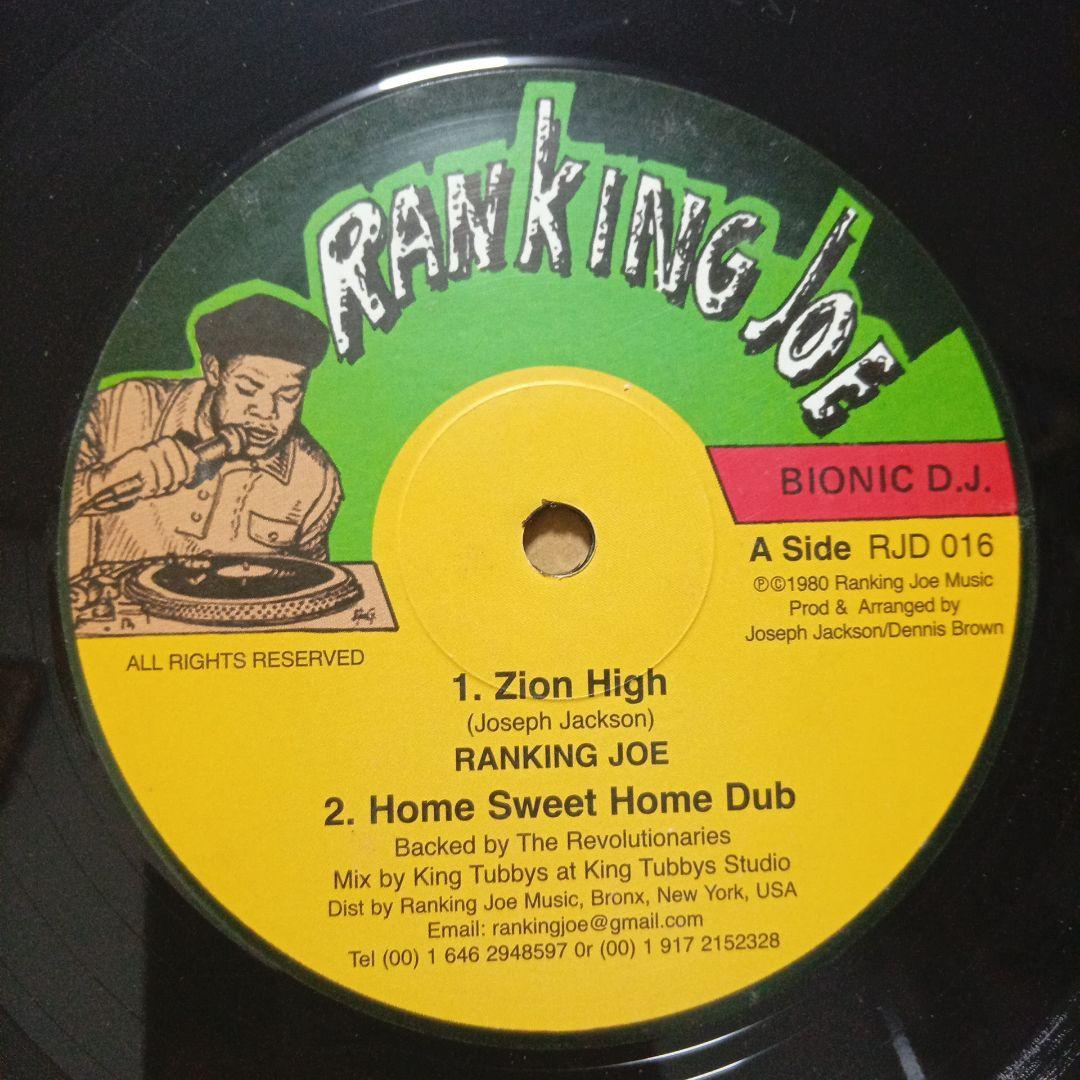 RANKING JOE
BIONIC D.J.
A Side RJD 016
℗©1980 Ranking Joe Music
Prod & Arranged by
Joseph Jackson/Dennis Brown
ALL RIGHTS RESERVED
1. Zion High
(Joseph Jackson)
RANKING JOE
2. Home Sweet Home Dub
Backed by The Revolutionaries
Mix by King Tubbys at King Tubbys Studio
Dist by Ranking Joe Music, Bronx, New York, USA
Email: rankingjoe@gmail.com
Tel (00) 1 646 2948597 0r (00) 1 917 2152328